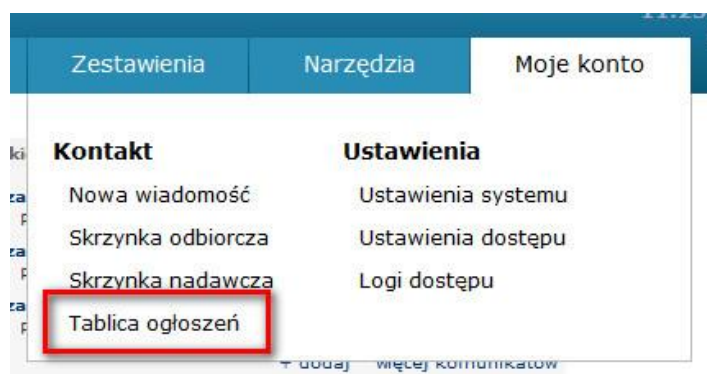 Zestawienia Narzędzia Moje konto
Kontakt Ustawienia
Nowa wiadomość Ustawienia systemu
Skrzynka odbiorcza Ustawienia dostępu
Skrzynka nadawcza Logi dostępu
Tablica ogłoszeń
+ dodaj więcej komunikatów